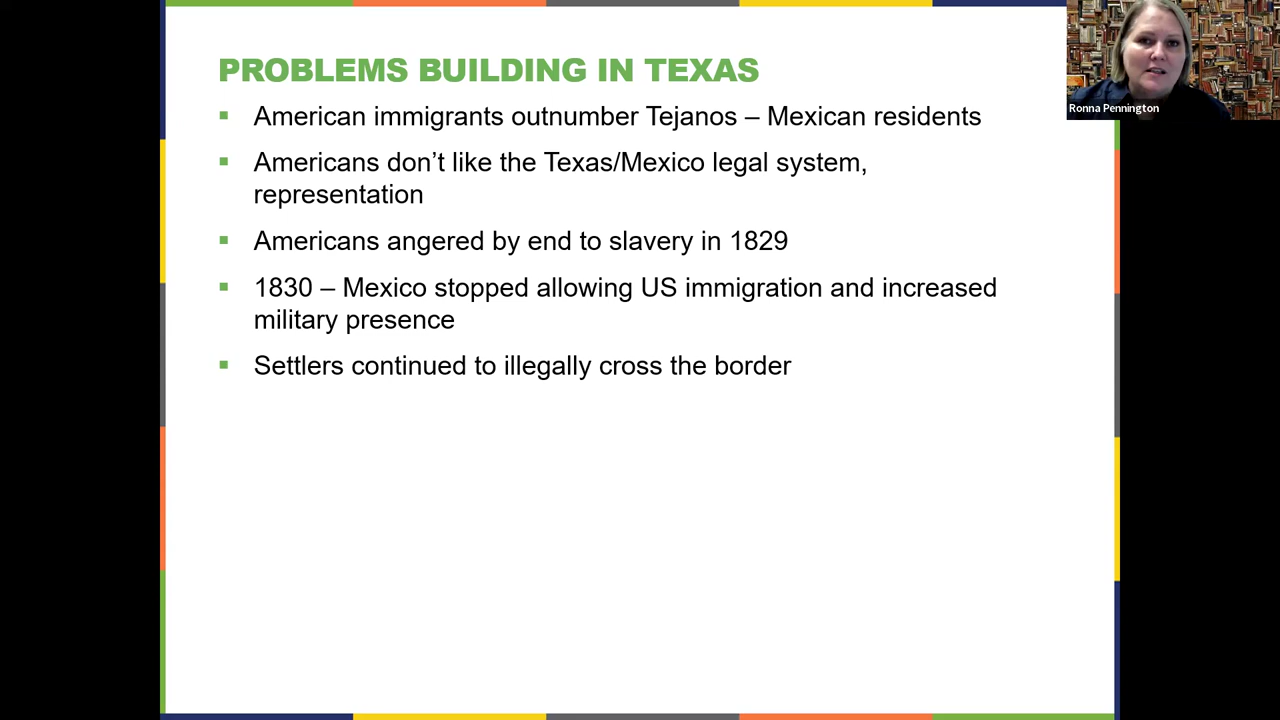 PROBLEMS BUILDING IN TEXAS
▪ American immigrants outnumber Tejanos – Mexican residents
▪ Americans don’t like the Texas/Mexico legal system,
representation
▪ Americans angered by end to slavery in 1829
▪ 1830 – Mexico stopped allowing US immigration and increased
military presence
▪ Settlers continued to illegally cross the border
Ronna Pennington